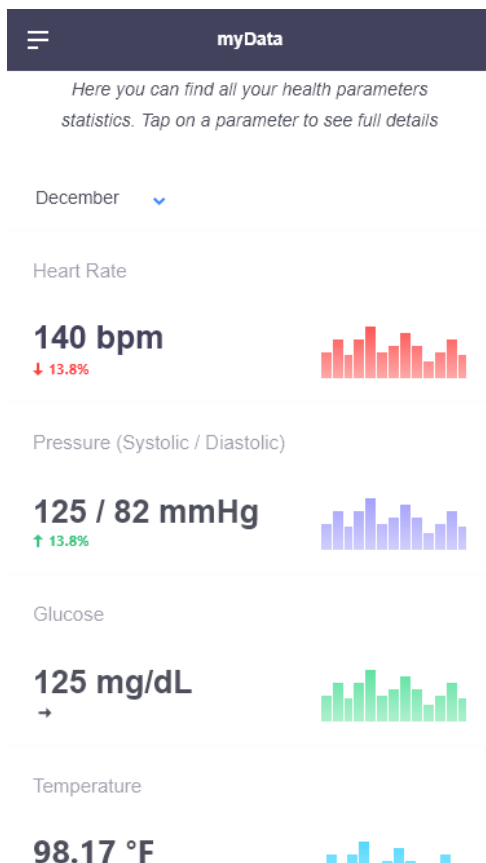 myData
Here you can find all your health parameters
statistics. Tap on a parameter to see full details
December
Heart Rate
140 bpm
↓ 13.8%
Pressure (Systolic / Diastolic)
125 / 82 mmHg
↑ 13.8%
Glucose
125 mg/dL
→
Temperature
98.17 °F